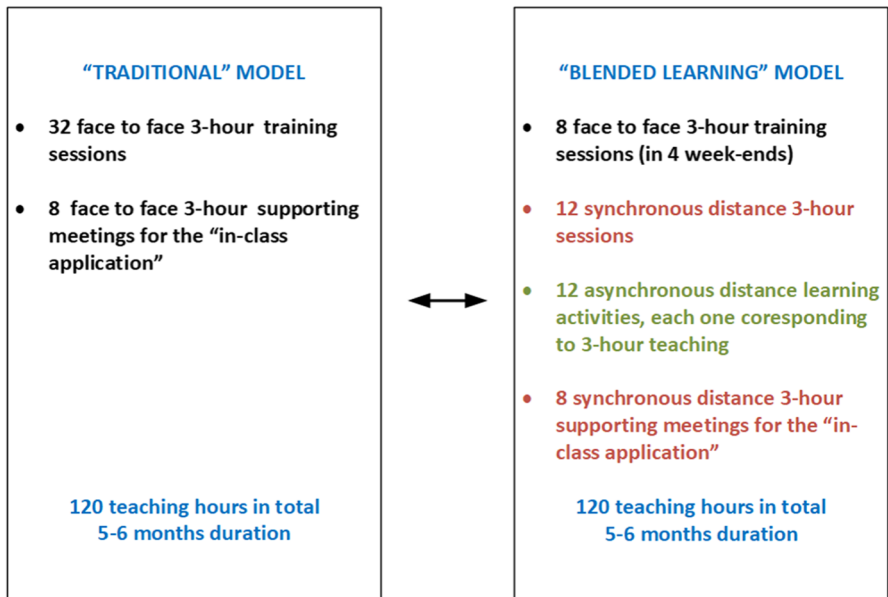 “TRADITIONAL” MODEL
• 32 face to face 3-hour training
sessions
• 8 face to face 3-hour supporting
meetings for the “in-class
application”
120 teaching hours in total
5-6 months duration
“BLENDED LEARNING” MODEL
• 8 face to face 3-hour training
sessions (in 4 week-ends)
• 12 synchronous distance 3-hour
sessions
• 12 asynchronous distance learning
activities, each one coresponding
to 3-hour teaching
• 8 synchronous distance 3-hour
supporting meetings for the “in-
class application”
120 teaching hours in total
5-6 months duration